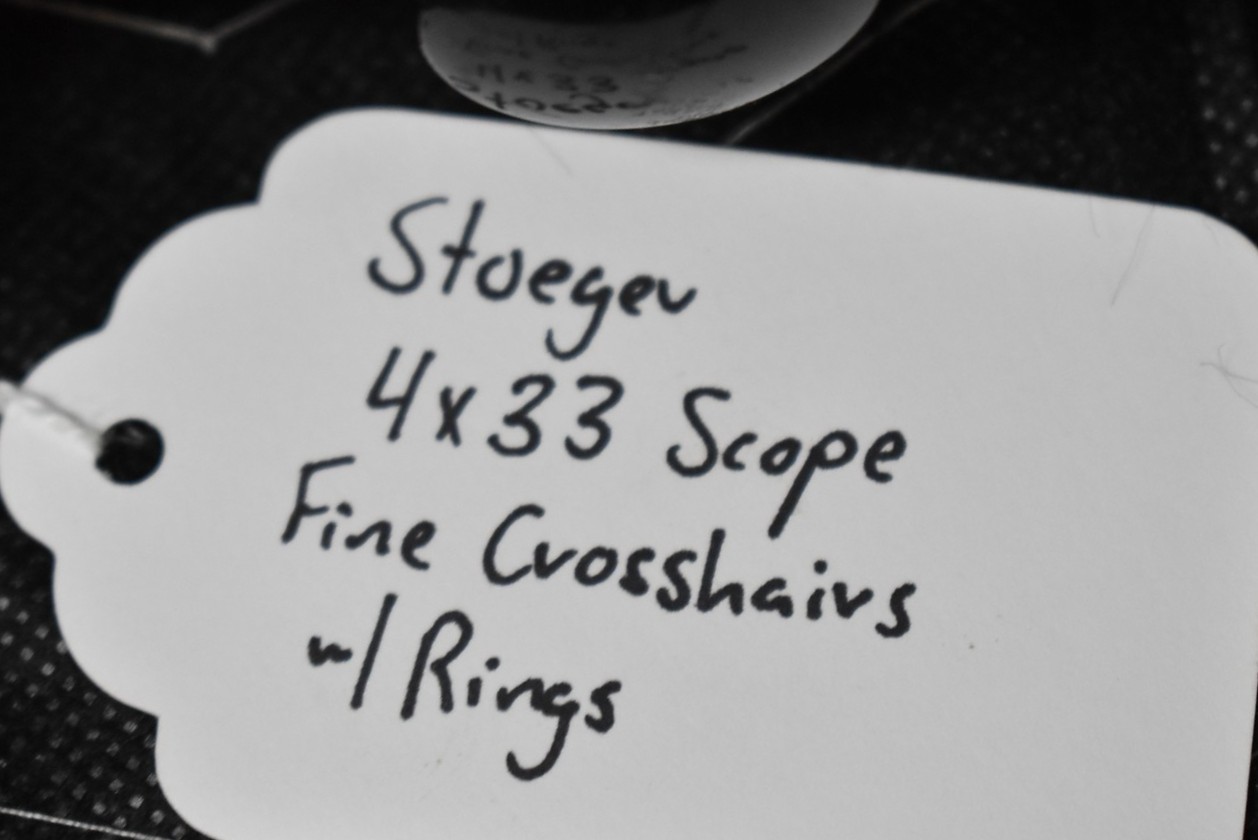 Stoeger
4x33 Scope
Fine Crosshairs
w/ Rings